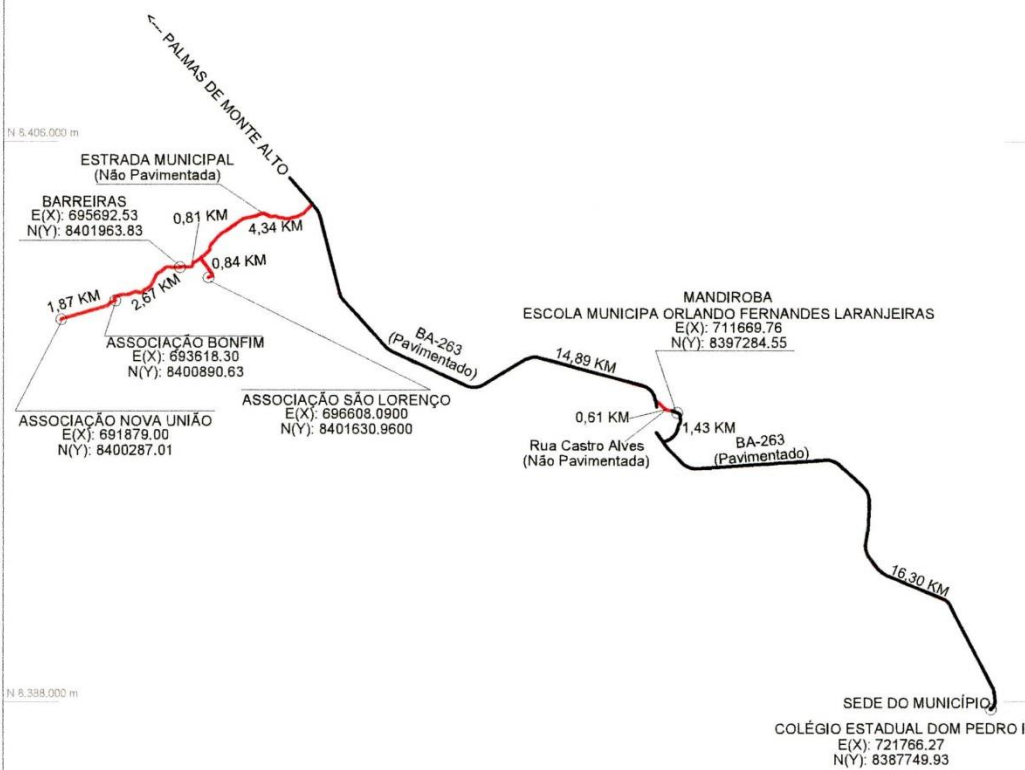 <--- PALMAS DE MONTE ALTO
N 8.406.000 m
ESTRADA MUNICIPAL
(Não Pavimentada)
BARREIRAS
E(X): 695692.53
N(Y): 8401963.83
0,81 KM
4,34 KM
0,84 KM
1,87 KM
2,67 KM
ASSOCIAÇÃO BONFIM
E(X): 693618.30
N(Y): 8400890.63
ASSOCIAÇÃO NOVA UNIÃO
E(X): 691879.00
N(Y): 8400287.01
ASSOCIAÇÃO SÃO LORENÇO
E(X): 696608.0900
N(Y): 8401630.9600
BA-263
(Pavimentado)
14,89 KM
MANDIROBA
ESCOLA MUNICIPA ORLANDO FERNANDES LARANJEIRAS
E(X): 711669.76
N(Y): 8397284.55
0,61 KM
Rua Castro Alves
(Não Pavimentada)
1,43 KM
BA-263
(Pavimentado)
16,30 KM
N 8.388.000 m
SEDE DO MUNICÍPIO
COLÉGIO ESTADUAL DOM PEDRO I
E(X): 721766.27
N(Y): 8387749.93